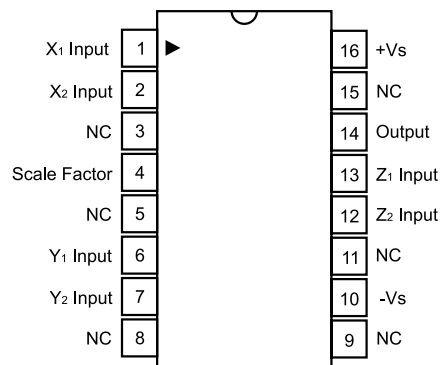 X1 Input 1 16 +Vs
X2 Input 2 15 NC
NC 3 14 Output
Scale Factor 4 13 Z1 Input
NC 5 12 Z2 Input
Y1 Input 6 11 NC
Y2 Input 7 10 -Vs
NC 8 9 NC